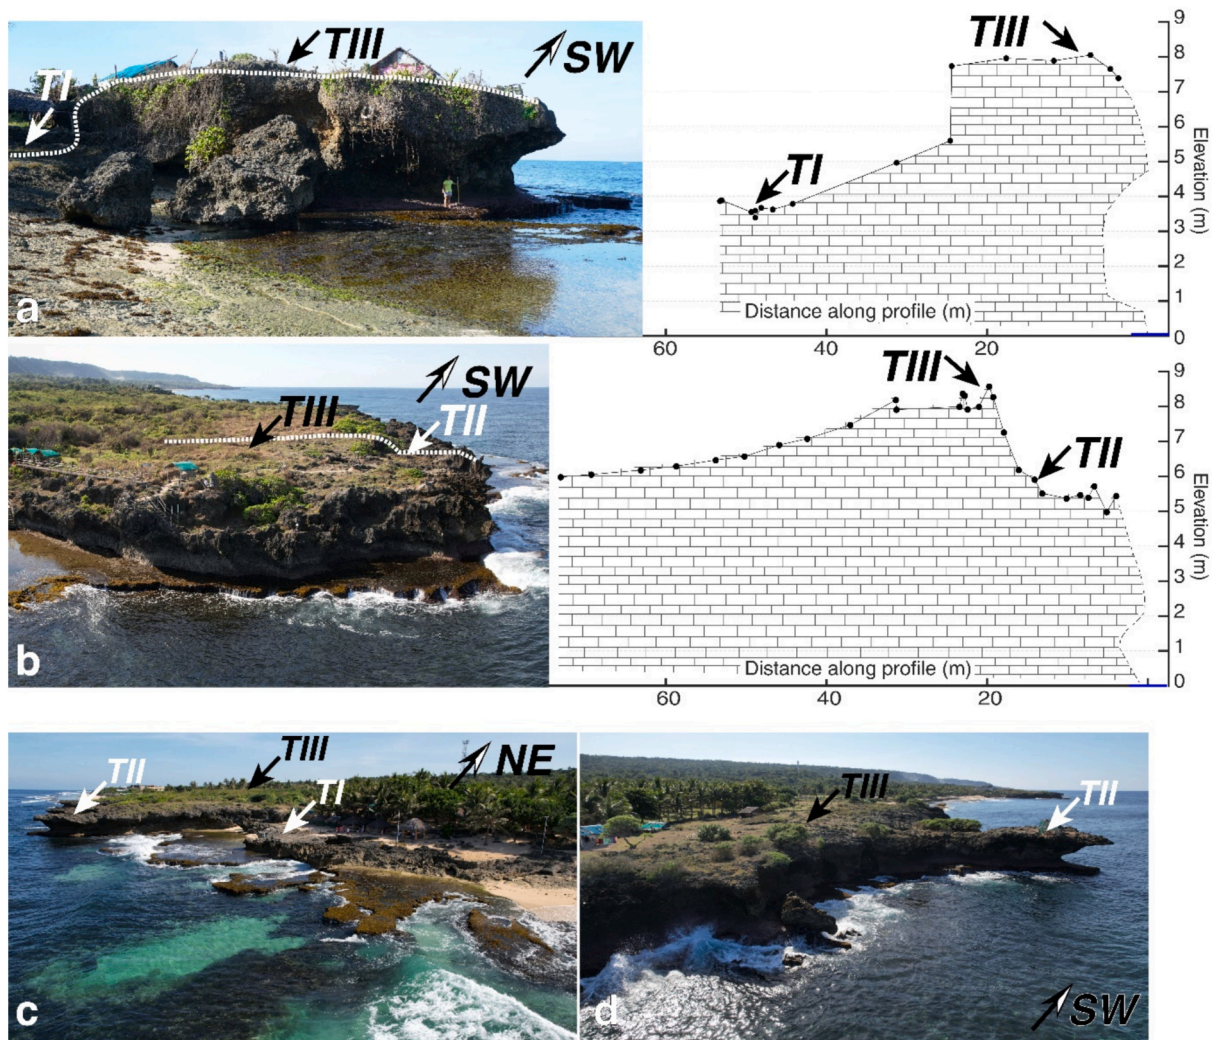 TIII
SW
TI
a
TIII
TI
9
8
7
6
5
4
3
2
1
0
Elevation (m)
Distance along profile (m)
60
40
20
SW
TIII
TII
b
TIII
TII
9
8
7
6
5
4
3
2
1
0
Elevation (m)
Distance along profile (m)
60
40
20
TII
TIII
TI
NE
c
TIII
TII
d
SW